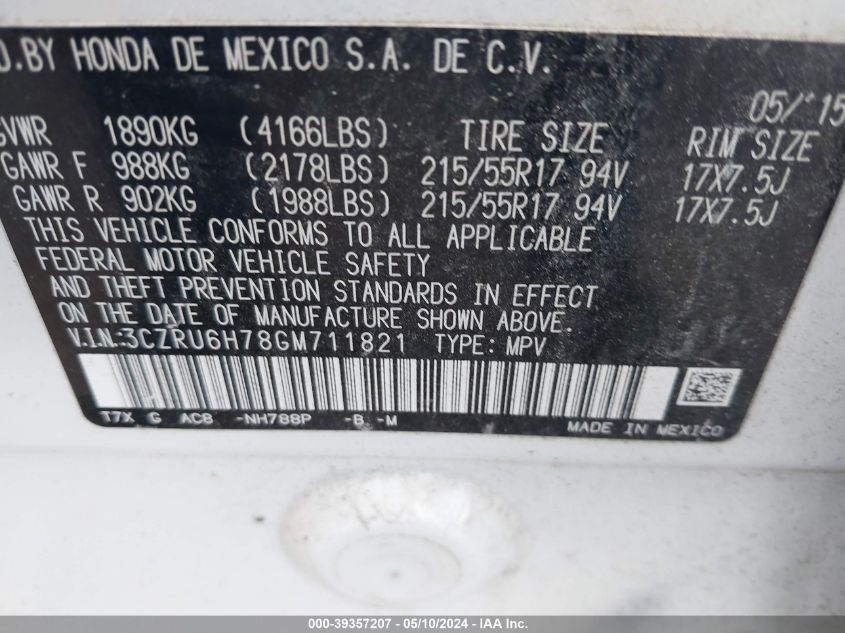 D.BY HONDA DE MEXICO S.A. DE C.V.
05/ 15
GVWR 1890KG (4166LBS) TIRE SIZE RIM SIZE
GAWR F 988KG (2178LBS) 215/55R17 94V 17X7.5J
GAWR R 902KG (1988LBS) 215/55R17 94V 17X7.5J
THIS VEHICLE CONFORMS TO ALL APPLICABLE
FEDERAL MOTOR VEHICLE SAFETY
AND THEFT PREVENTION STANDARDS IN EFFECT
ON THE DATE OF MANUFACTURE SHOWN ABOVE.
V.I.N:3CZRU6H78GM711821 TYPE: MPV
T7X G AC8 -NH788P -B -M
MADE IN MEXICO
000-39357207 - 05/10/2024 - IAAI.COM